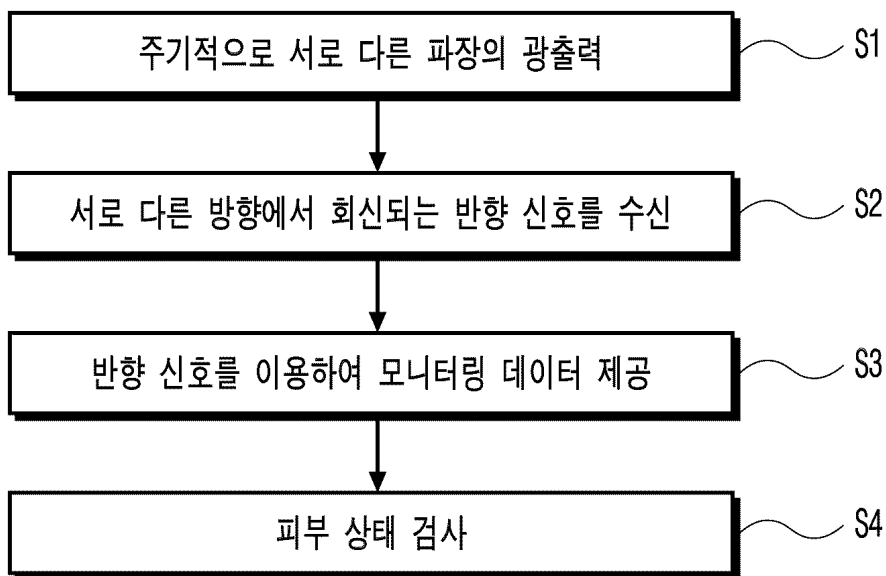 주기적으로 서로 다른 파장의 광출력
S1
서로 다른 방향에서 회신되는 반향 신호를 수신
S2
반향 신호를 이용하여 모니터링 데이터 제공
S3
피부 상태 검사
S4